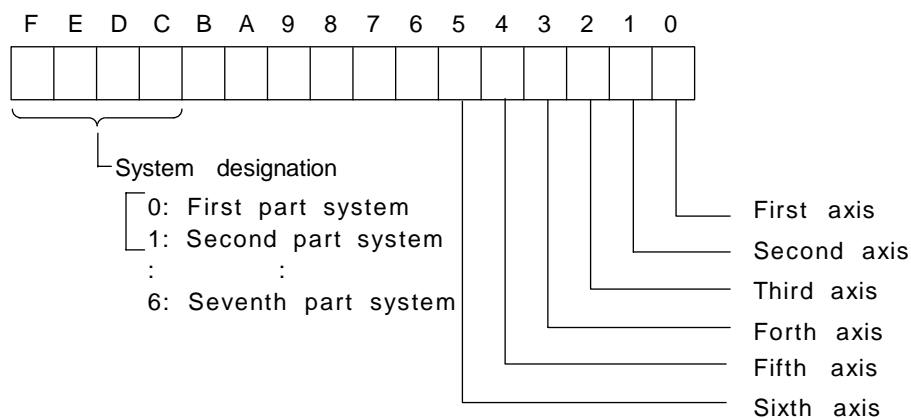 F E D C B A 9 8 7 6 5 4 3 2 1 0
System designation
0: First part system
1: Second part system
: :
6: Seventh part system
First axis
Second axis
Third axis
Forth axis
Fifth axis
Sixth axis